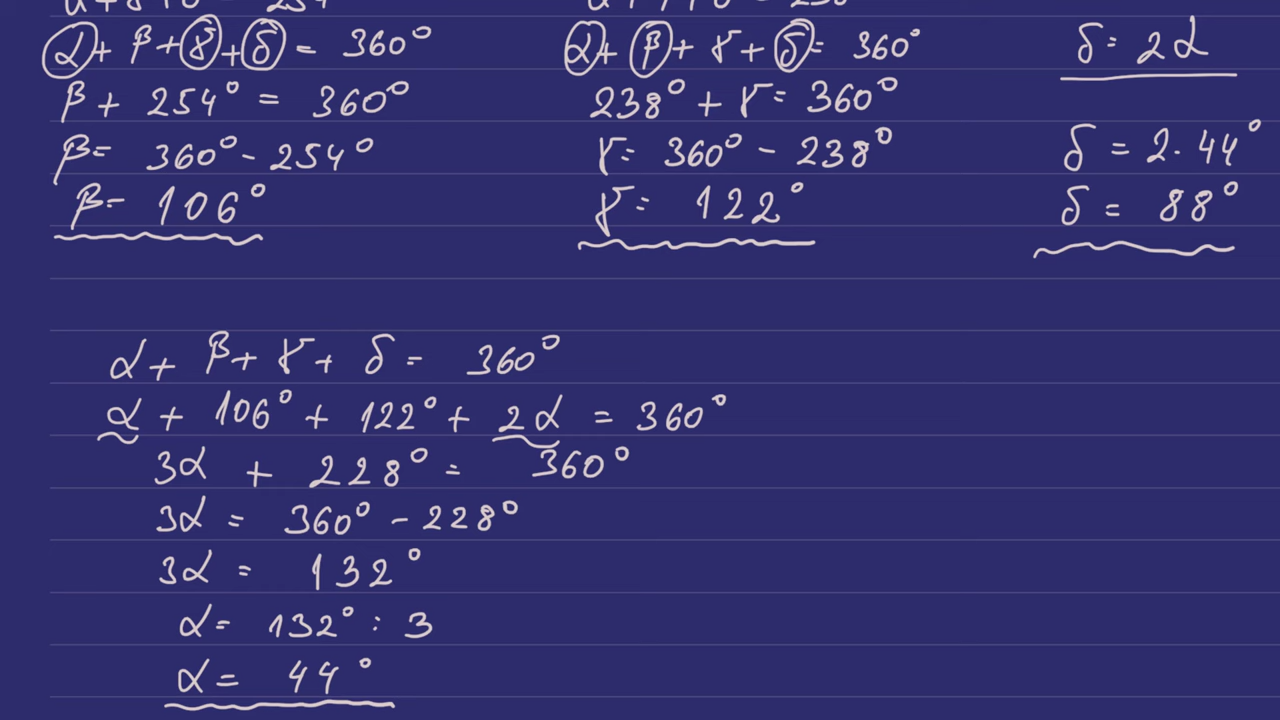 α + β + γ + δ = 360°
β + 254° = 360°
β = 360° - 254°
β = 106°
α + β + γ + δ = 360°
238° + γ = 360°
γ = 360° - 238°
γ = 122°
δ = 2α
δ = 2 · 44°
δ = 88°
α + β + γ + δ = 360°
α + 106° + 122° + 2α = 360°
3α + 228° = 360°
3α = 360° - 228°
3α = 132°
α = 132° : 3
α = 44°